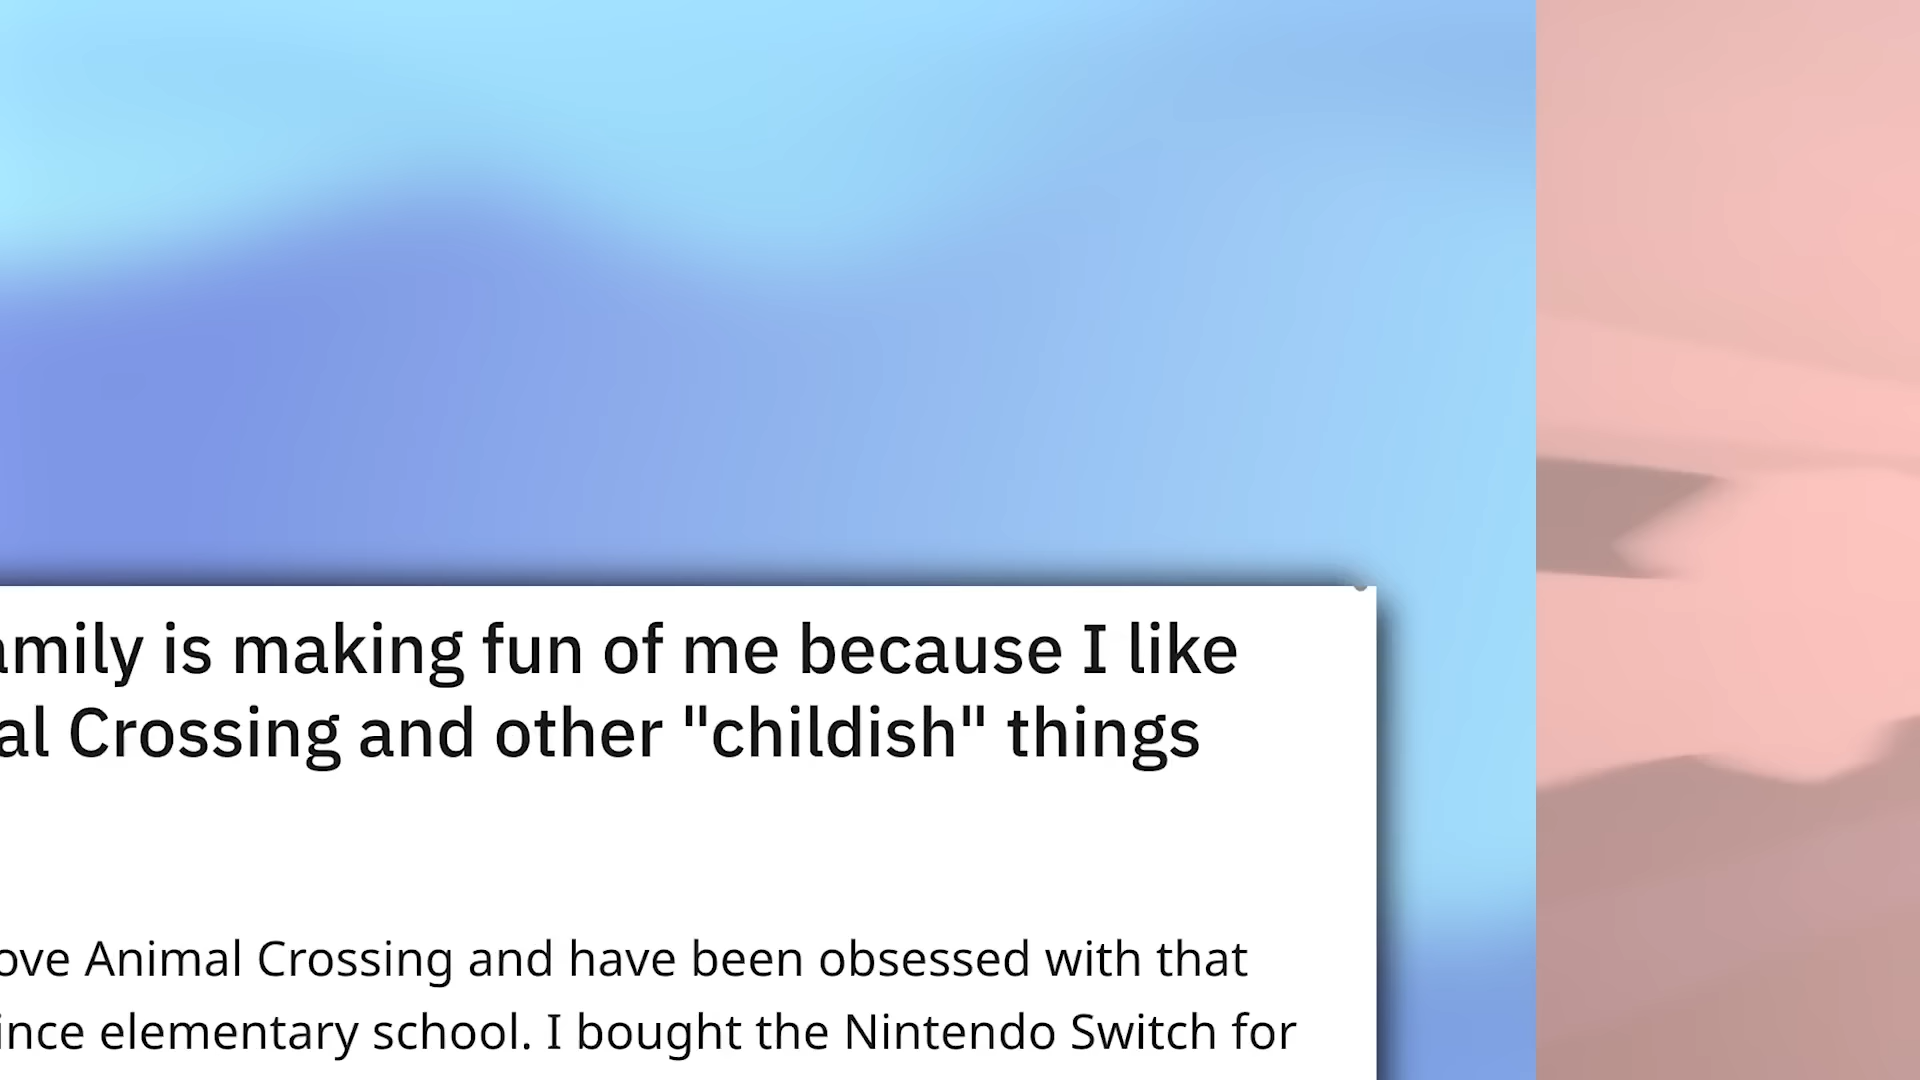 amily is making fun of me because I like
al Crossing and other "childish" things
ove Animal Crossing and have been obsessed with that
ince elementary school. I bought the Nintendo Switch for